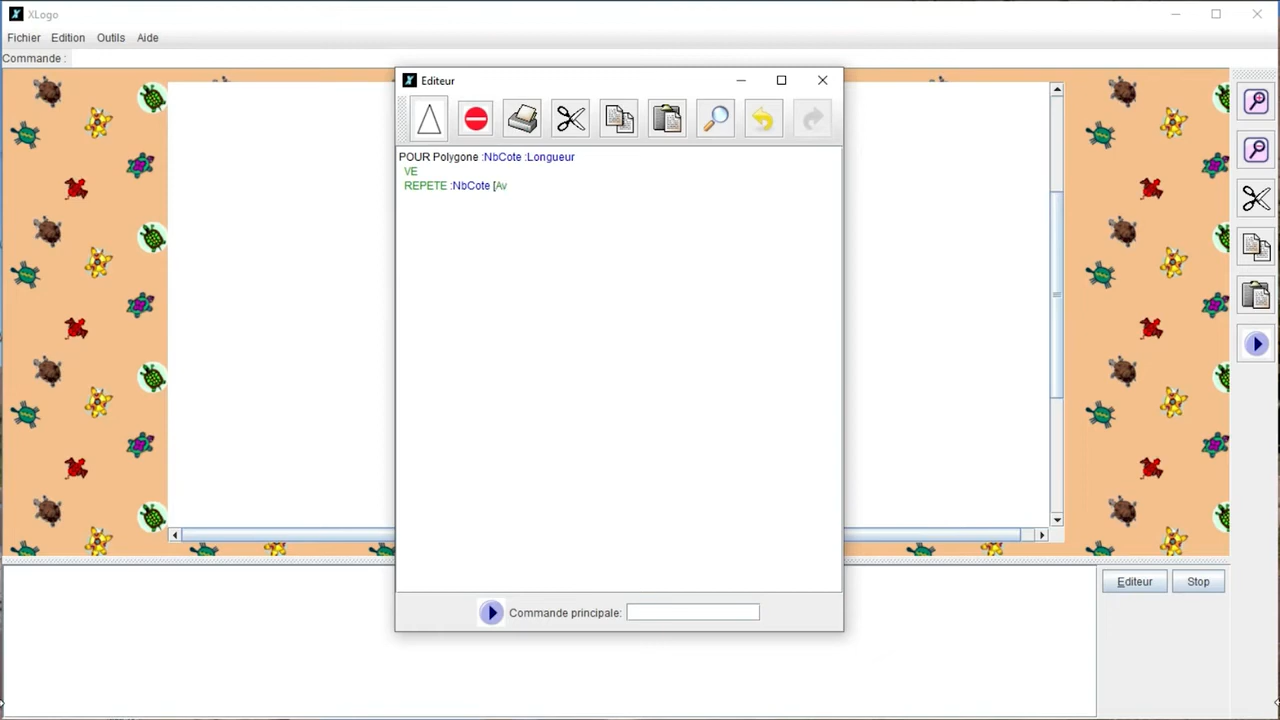 XLogo
Fichier Edition Outils Aide
Commande :
Editeur
POUR Polygone :NbCote :Longueur
VE
REPETE :NbCote [Av
Commande principale:
Editeur Stop